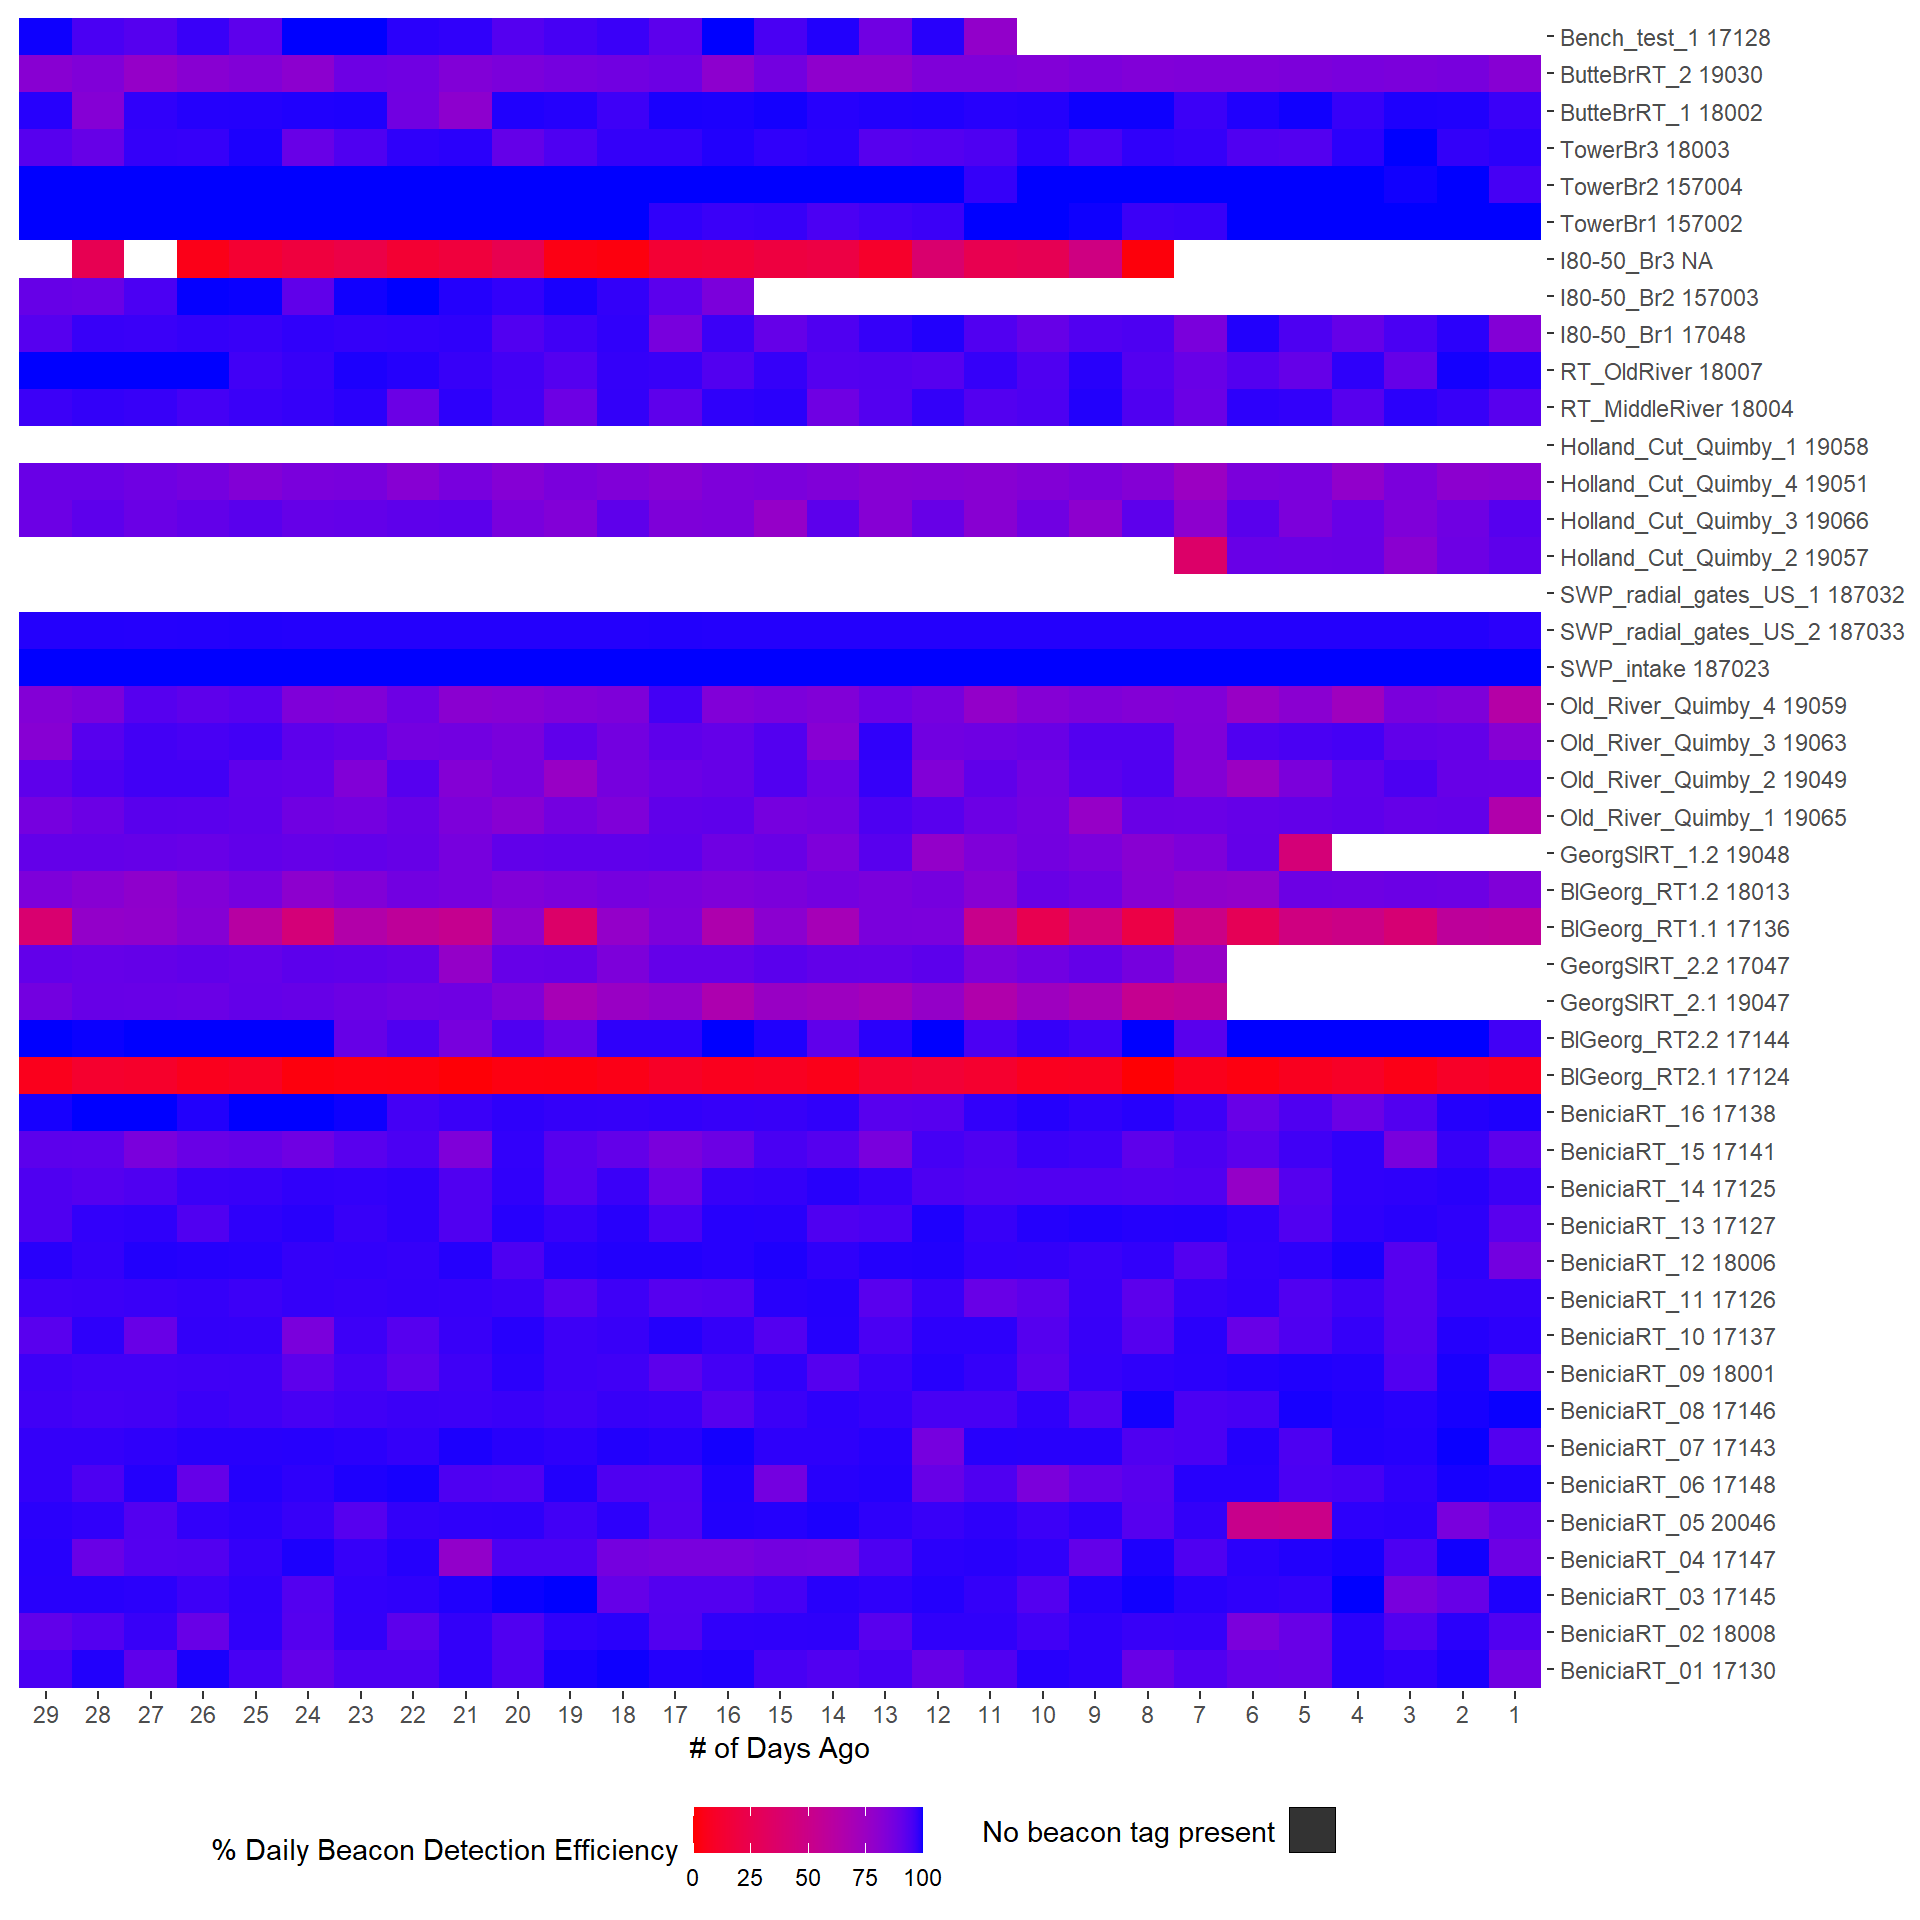 Bench_test_1 17128
ButteBrRT_2 19030
ButteBrRT_1 18002
TowerBr3 18003
TowerBr2 157004
TowerBr1 157002
I80-50_Br3 NA
I80-50_Br2 157003
I80-50_Br1 17048
RT_OldRiver 18007
RT_MiddleRiver 18004
Holland_Cut_Quimby_1 19058
Holland_Cut_Quimby_4 19051
Holland_Cut_Quimby_3 19066
Holland_Cut_Quimby_2 19057
SWP_radial_gates_US_1 187032
SWP_radial_gates_US_2 187033
SWP_intake 187023
Old_River_Quimby_4 19059
Old_River_Quimby_3 19063
Old_River_Quimby_2 19049
Old_River_Quimby_1 19065
GeorgSlRT_1.2 19048
BlGeorg_RT1.2 18013
BlGeorg_RT1.1 17136
GeorgSlRT_2.2 17047
GeorgSlRT_2.1 19047
BlGeorg_RT2.2 17144
BlGeorg_RT2.1 17124
BeniciaRT_16 17138
BeniciaRT_15 17141
BeniciaRT_14 17125
BeniciaRT_13 17127
BeniciaRT_12 18006
BeniciaRT_11 17126
BeniciaRT_10 17137
BeniciaRT_09 18001
BeniciaRT_08 17146
BeniciaRT_07 17143
BeniciaRT_06 17148
BeniciaRT_05 20046
BeniciaRT_04 17147
BeniciaRT_03 17145
BeniciaRT_02 18008
BeniciaRT_01 17130
29 28 27 26 25 24 23 22 21 20 19 18 17 16 15 14 13 12 11 10 9 8 7 6 5 4 3 2 1
# of Days Ago
% Daily Beacon Detection Efficiency
0 25 50 75 100
No beacon tag present